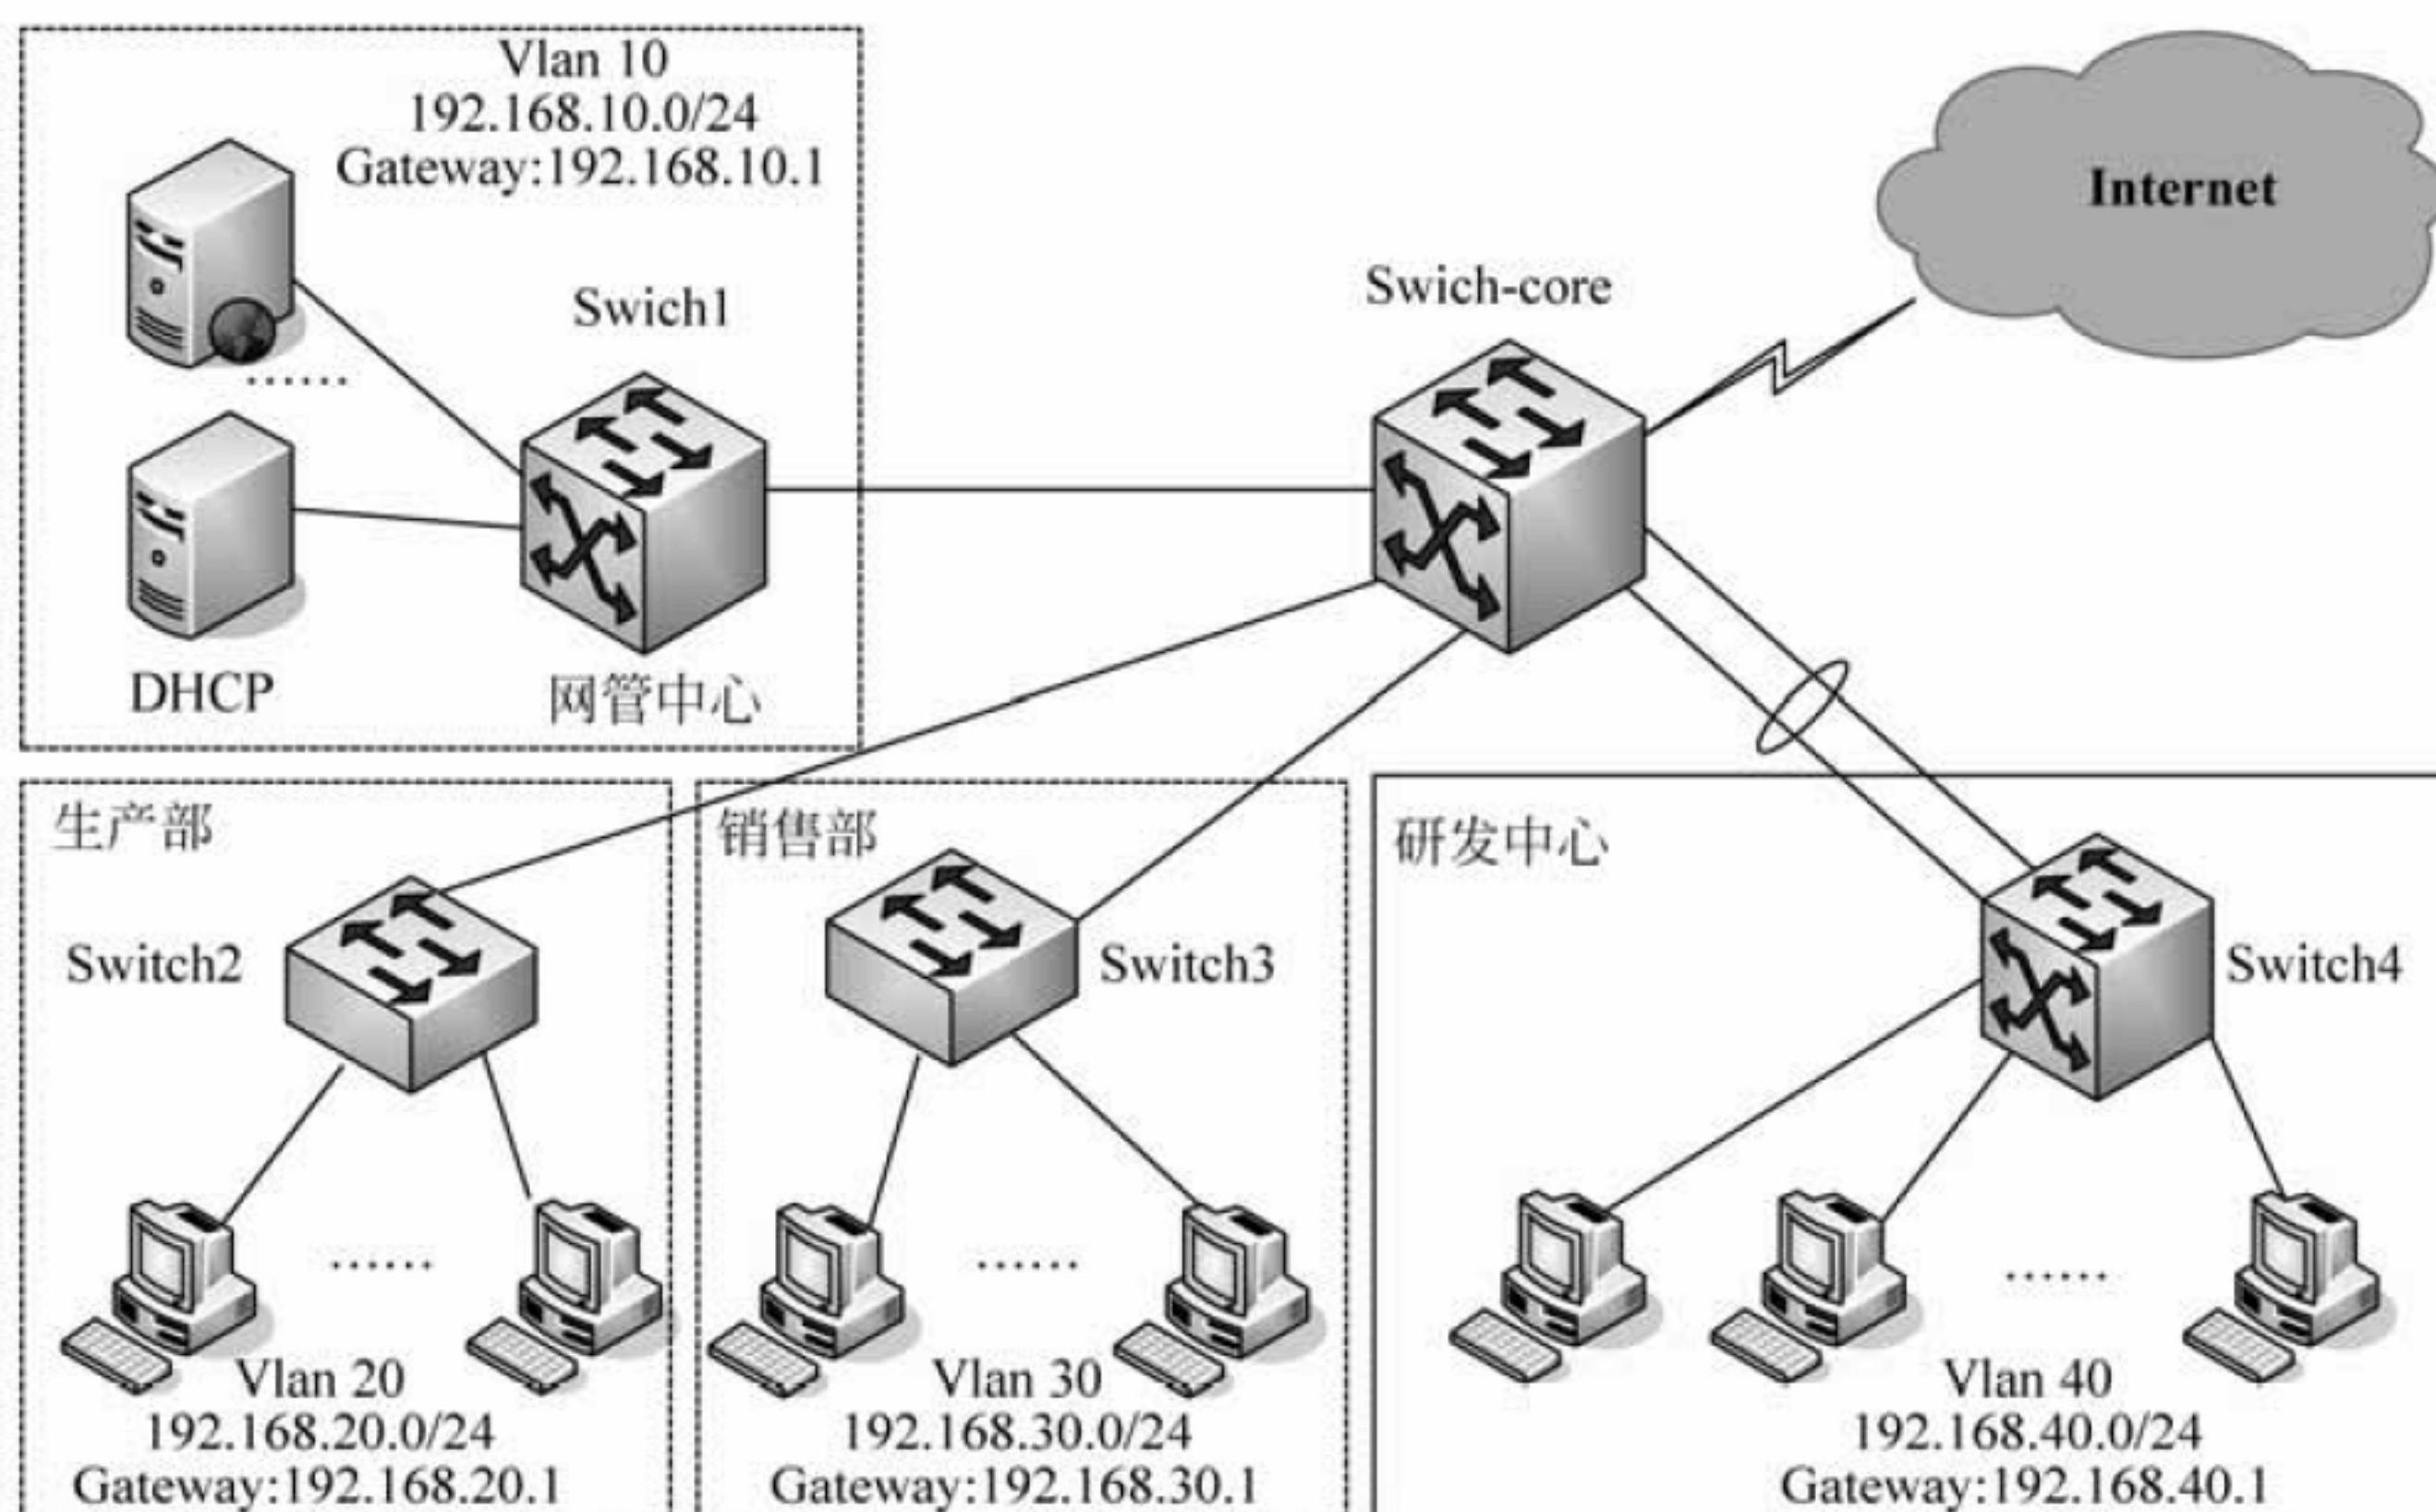 Vlan 10
192.168.10.0/24
Gateway:192.168.10.1
Swich1
DHCP
网管中心
Swich-core
Internet
生产部
Switch2
Vlan 20
192.168.20.0/24
Gateway:192.168.20.1
销售部
Switch3
Vlan 30
192.168.30.0/24
Gateway:192.168.30.1
研发中心
Switch4
Vlan 40
192.168.40.0/24
Gateway:192.168.40.1